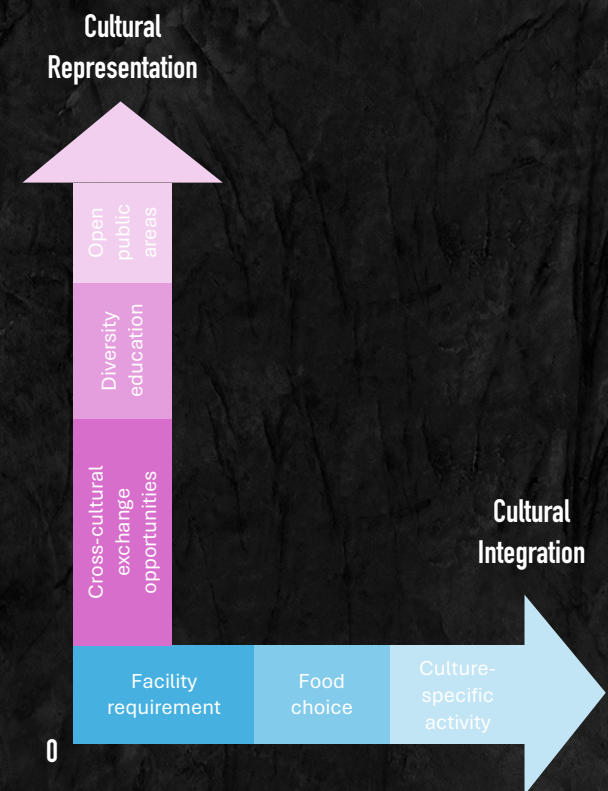 Cultural
Representation
Open
public
areas
Diversity
education
Cross-cultural
exchange
opportunities
Cultural
Integration
Facility
requirement
Food
choice
Culture-
specific
activity
0